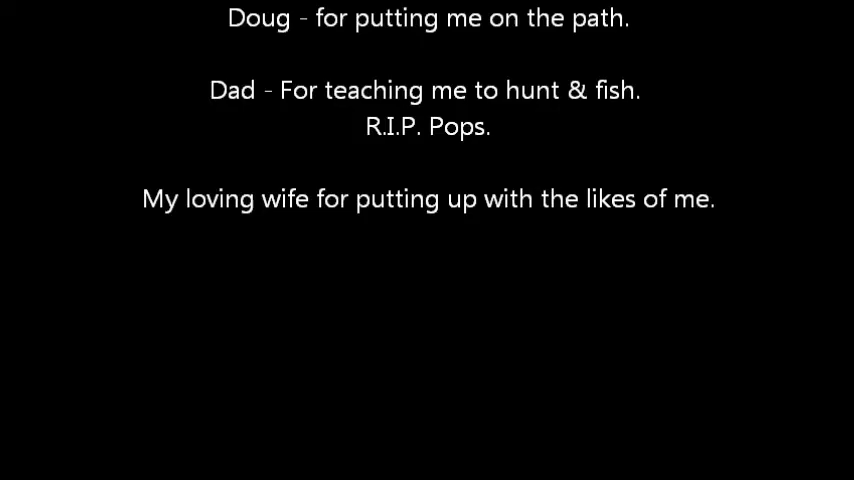 Doug - for putting me on the path.
Dad - For teaching me to hunt & fish.
R.I.P. Pops.
My loving wife for putting up with the likes of me.